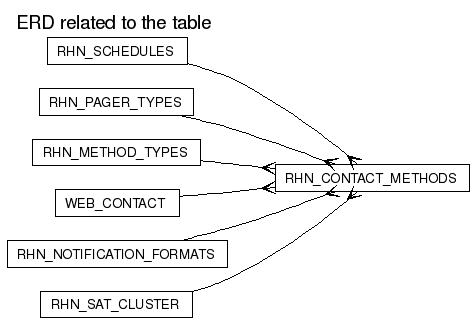 ERD related to the table
RHN_SCHEDULES
RHN_PAGER_TYPES
RHN_METHOD_TYPES
RHN_CONTACT_METHODS
WEB_CONTACT
RHN_NOTIFICATION_FORMATS
RHN_SAT_CLUSTER